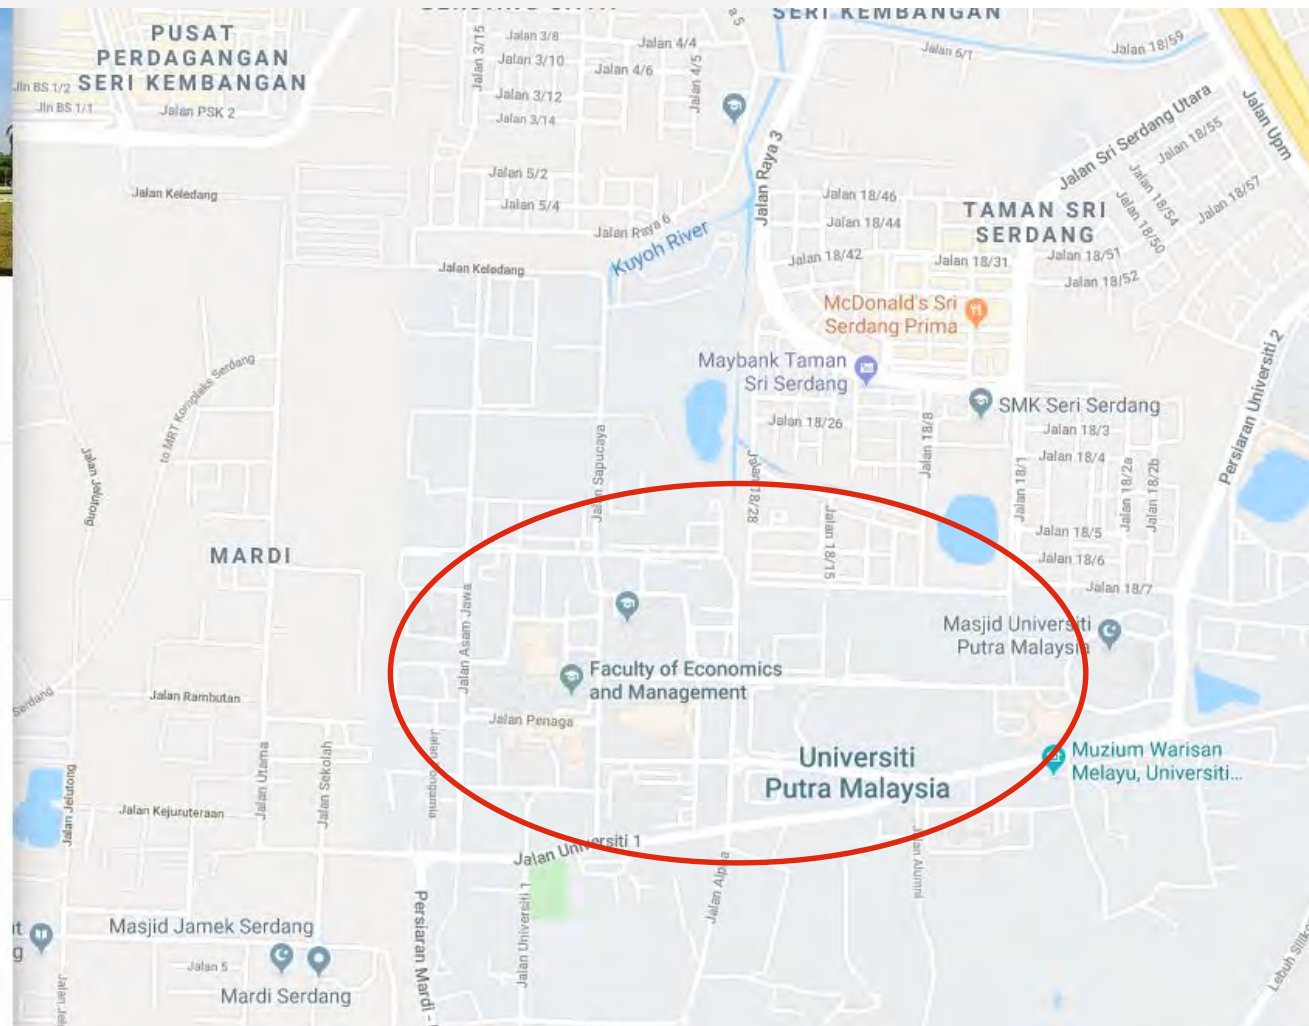 SERI KEMBANGAN
PUSAT
PERDAGANGAN
SERI KEMBANGAN
Jln BS 1/2
Jln BS 1/1
Jalan PSK 2
Jalan 3/15
Jalan 3/8
Jalan 3/10
Jalan 3/12
Jalan 3/14
Jalan 4/4
Jalan 4/6
Jalan 4/5
Jalan 6/1
Jalan 18/59
Jalan Upm
Jalan Sri Serdang Utara
Jalan 18/55
Jalan 18/54
Jalan 18/50
Jalan 18/57
Jalan Raya 3
Jalan 5/2
Jalan 5/4
Jalan Keledang
Jalan Raya 6
Kuyoh River
Jalan Keledang
Jalan 18/46
Jalan 18/44
Jalan 18/42
Jalan 18/31
TAMAN SRI
SERDANG
Jalan 18/51
Jalan 18/52
McDonald's Sri
Serdang Prima
Maybank Taman
Sri Serdang
SMK Seri Serdang
Persiaran Universiti 2
to MRT Kompleks Serdang
Jalan Jelutong
Jalan Sapucaya
Jalan 18/26
Jalan 18/28
Jalan 18/8
Jalan 18/15
Jalan 18/1
Jalan 18/3
Jalan 18/4
Jalan 18/2a
Jalan 18/2b
Jalan 18/5
Jalan 18/6
Jalan 18/7
MARDI
Jalan Asam Jawa
Masjid Universiti
Putra Malaysia
Faculty of Economics
and Management
Serdang
Jalan Rambutan
Jalan Penaga
Jalan Utama
Jalan Sekolah
Jalan Pongamia
Universiti
Putra Malaysia
Muzium Warisan
Melayu, Universiti...
Jalan Jelutong
Jalan Kejuruteraan
Jalan Universiti 1
Jalan Alpha
Jalan Alumni
Persiaran Mardi -
Jalan Universiti 1
Masjid Jamek Serdang
Jalan 5
Mardi Serdang